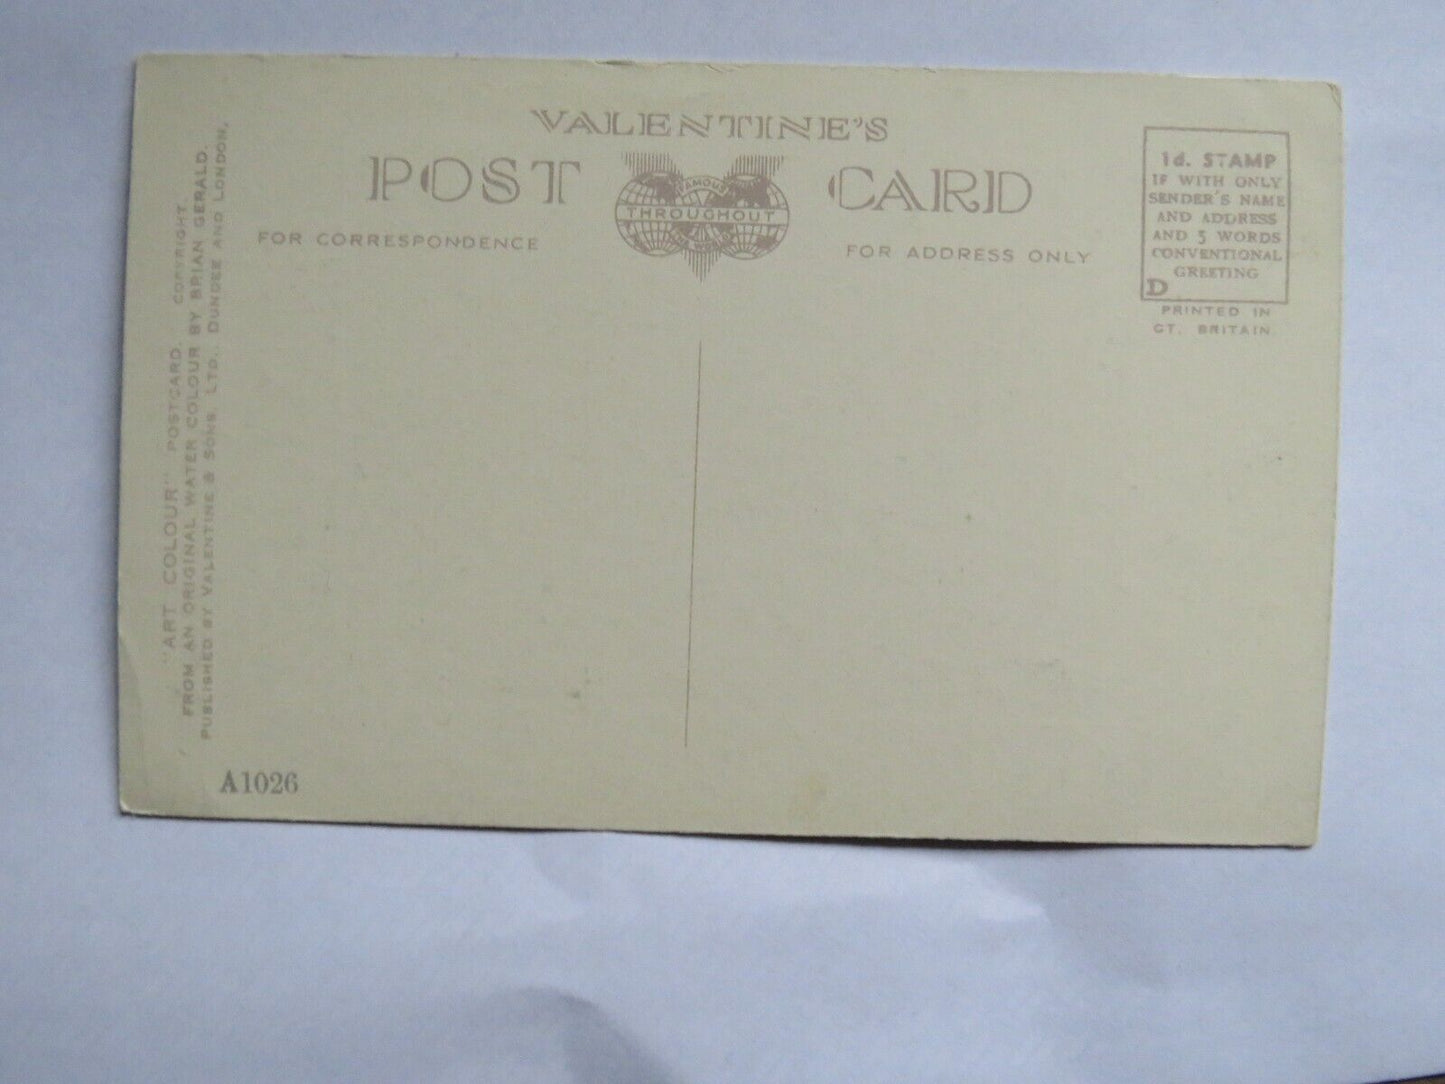 VALENTINE'S
POST CARD
FAMOUS
THROUGHOUT
THE WORLD
FOR CORRESPONDENCE
FOR ADDRESS ONLY
1d. STAMP
IF WITH ONLY
SENDER'S NAME
AND ADDRESS
AND 5 WORDS
CONVENTIONAL
GREETING
D
PRINTED IN
GT. BRITAIN.
"ART COLOUR" POSTCARD. COPYRIGHT.
FROM AN ORIGINAL WATER COLOUR BY BRIAN GERALD.
PUBLISHED BY VALENTINE & SONS, LTD., DUNDEE AND LONDON,
A1026